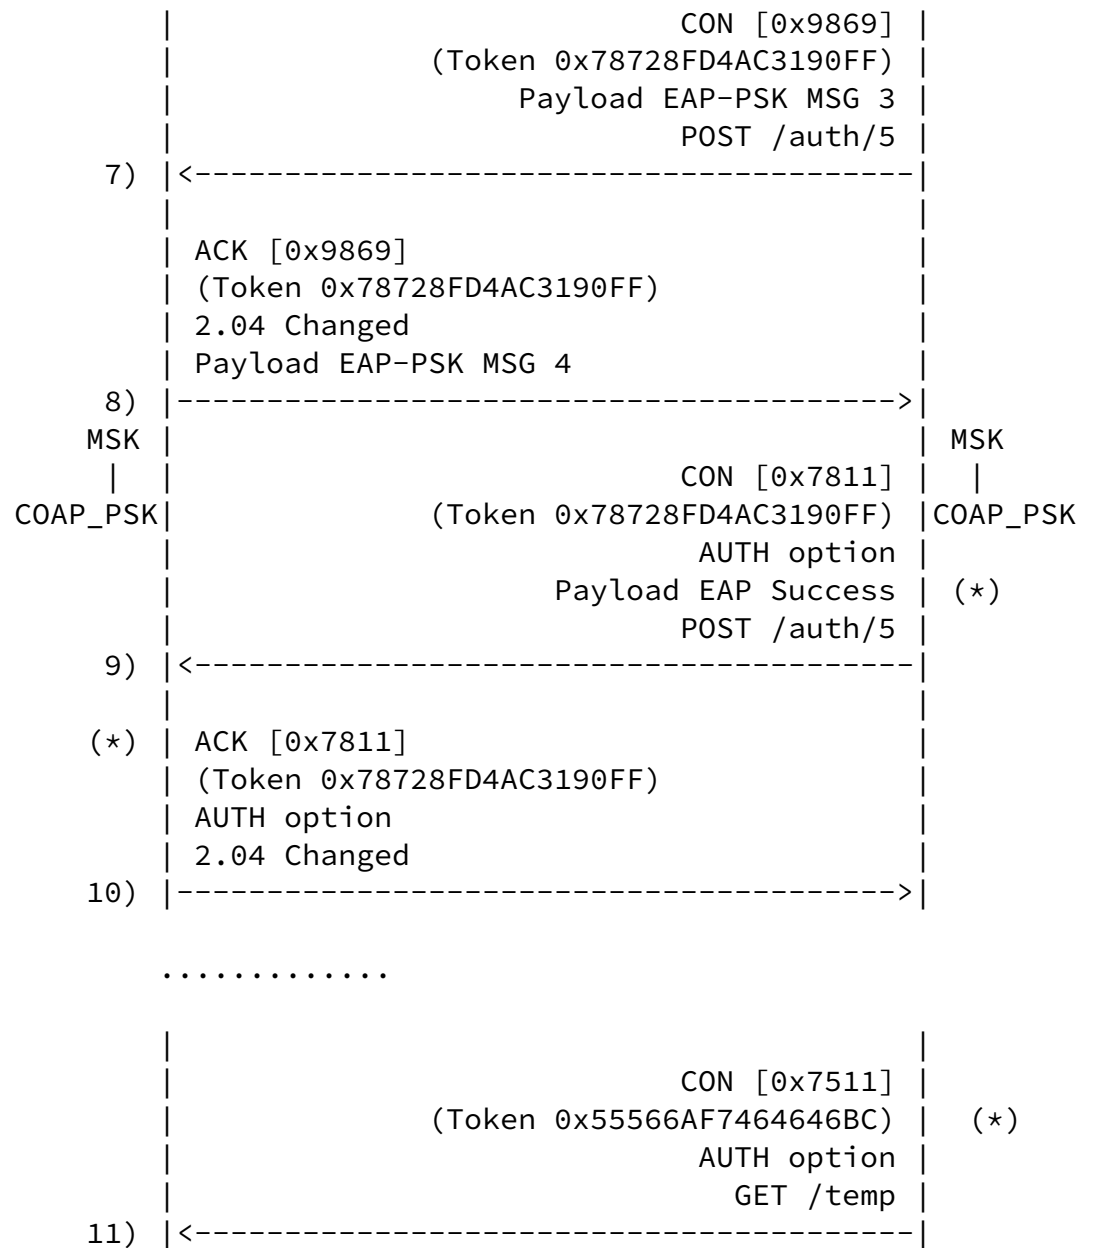 CON [0x9869]
(Token 0x78728FD4AC3190FF)
Payload EAP-PSK MSG 3
POST /auth/5
7) |<----------------------------------------|
ACK [0x9869]
(Token 0x78728FD4AC3190FF)
2.04 Changed
Payload EAP-PSK MSG 4
8) |---------------------------------------->|
MSK | | MSK
| | CON [0x7811] | |
COAP_PSK| (Token 0x78728FD4AC3190FF) |COAP_PSK
AUTH option
Payload EAP Success | (*)
POST /auth/5
9) |<----------------------------------------|
(*) | ACK [0x7811]
(Token 0x78728FD4AC3190FF)
AUTH option
2.04 Changed
10) |---------------------------------------->|
.............
CON [0x7511]
(Token 0x55566AF7464646BC) | (*)
AUTH option
GET /temp
11) |<----------------------------------------|